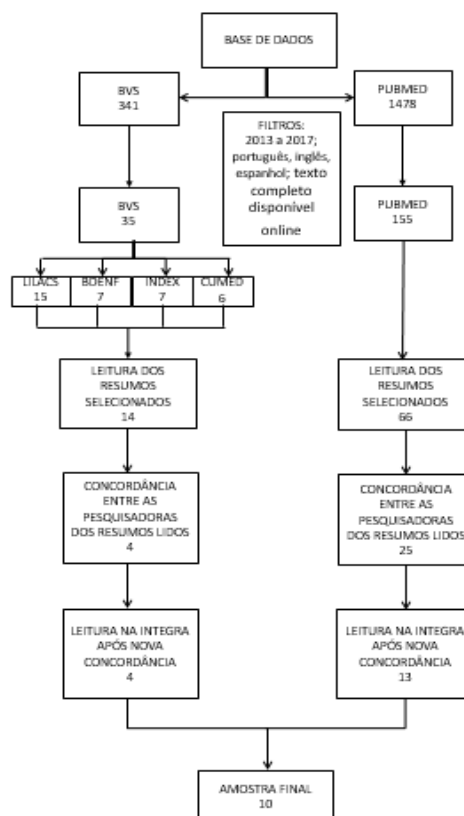 BASE DE DADOS
BVS
341
PUBMED
1478
FILTROS:
2013 a 2017;
português, inglês,
espanhol; texto
completo
disponível
online
BVS
35
PUBMED
155
LILACS
15
BDENF
7
INDEX
7
CUMED
6
LEITURA DOS
RESUMOS
SELECIONADOS
14
LEITURA DOS
RESUMOS
SELECIONADOS
66
CONCORDÂNCIA
ENTRE AS
PESQUISADORAS
DOS RESUMOS LIDOS
4
CONCORDÂNCIA
ENTRE AS
PESQUISADORAS
DOS RESUMOS LIDOS
25
LEITURA NA INTEGRA
APÓS NOVA
CONCORDÂNCIA
4
LEITURA NA INTEGRA
APÓS NOVA
CONCORDÂNCIA
13
AMOSTRA FINAL
10